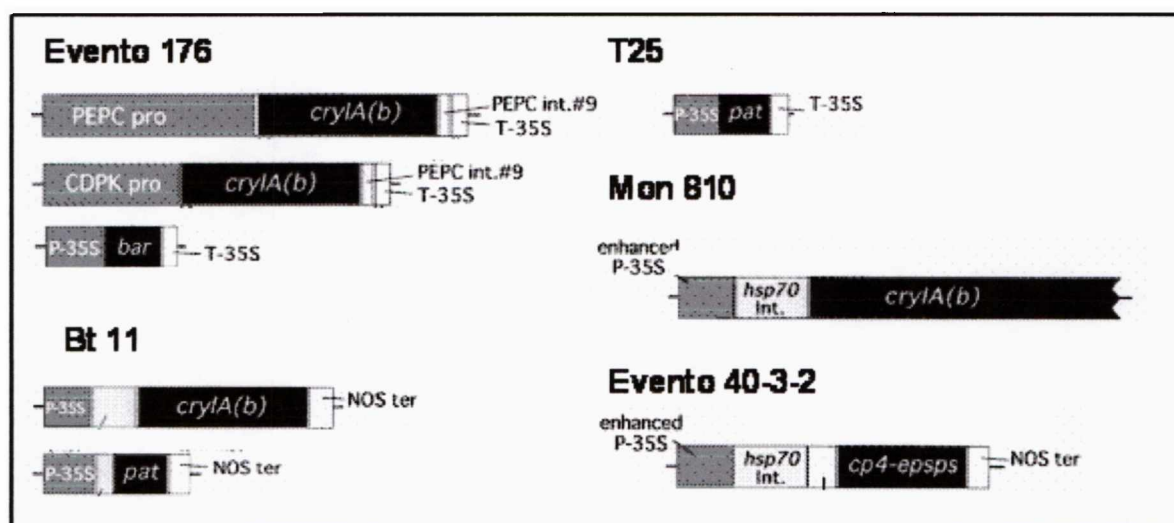 Evento 176
PEPC pro
cryIA(b)
PEPC int.#9
T-35S
CDPK pro
cryIA(b)
PEPC int.#9
T-35S
P-35S
bar
T-35S
Bt 11
P-35S
cryIA(b)
NOS ter
P-35S
pat
NOS ter
T25
P-35S
pat
T-35S
Mon 810
enhanced
P-35S
hsp70
Int.
cryIA(b)
Evento 40-3-2
enhanced
P-35S
hsp70
Int.
cp4-epsps
NOS ter